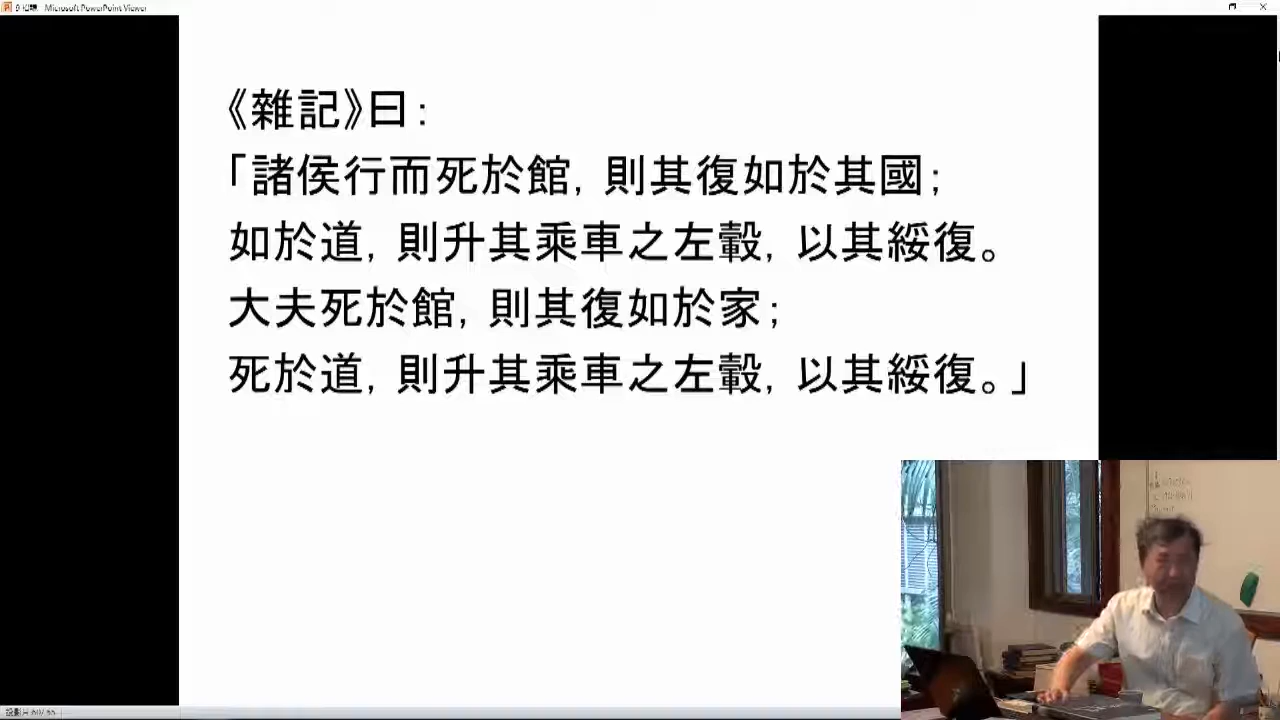 Microsoft PowerPoint Viewer
《雜記》曰：
「諸侯行而死於館，則其復如於其國；
如於道，則升其乘車之左轂，以其綏復。
大夫死於館，則其復如於家；
死於道，則升其乘車之左轂，以其綏復。」